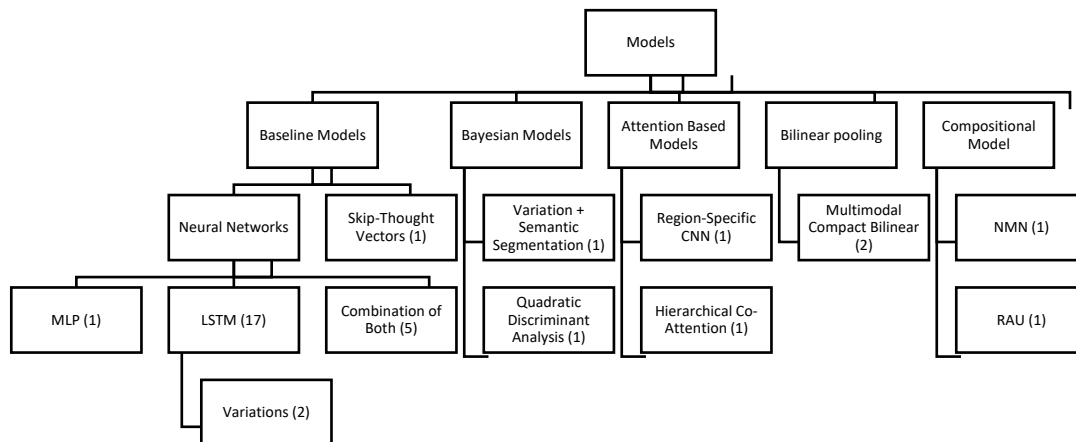 Models
Baseline Models
Bayesian Models
Attention Based
Models
Bilinear pooling
Compositional
Model
Neural Networks
Skip-Thought
Vectors (1)
Variation +
Semantic
Segmentation (1)
Region-Specific
CNN (1)
Multimodal
Compact Bilinear
(2)
NMN (1)
MLP (1)
LSTM (17)
Combination of
Both (5)
Quadratic
Discriminant
Analysis (1)
Hierarchical Co-
Attention (1)
RAU (1)
Variations (2)